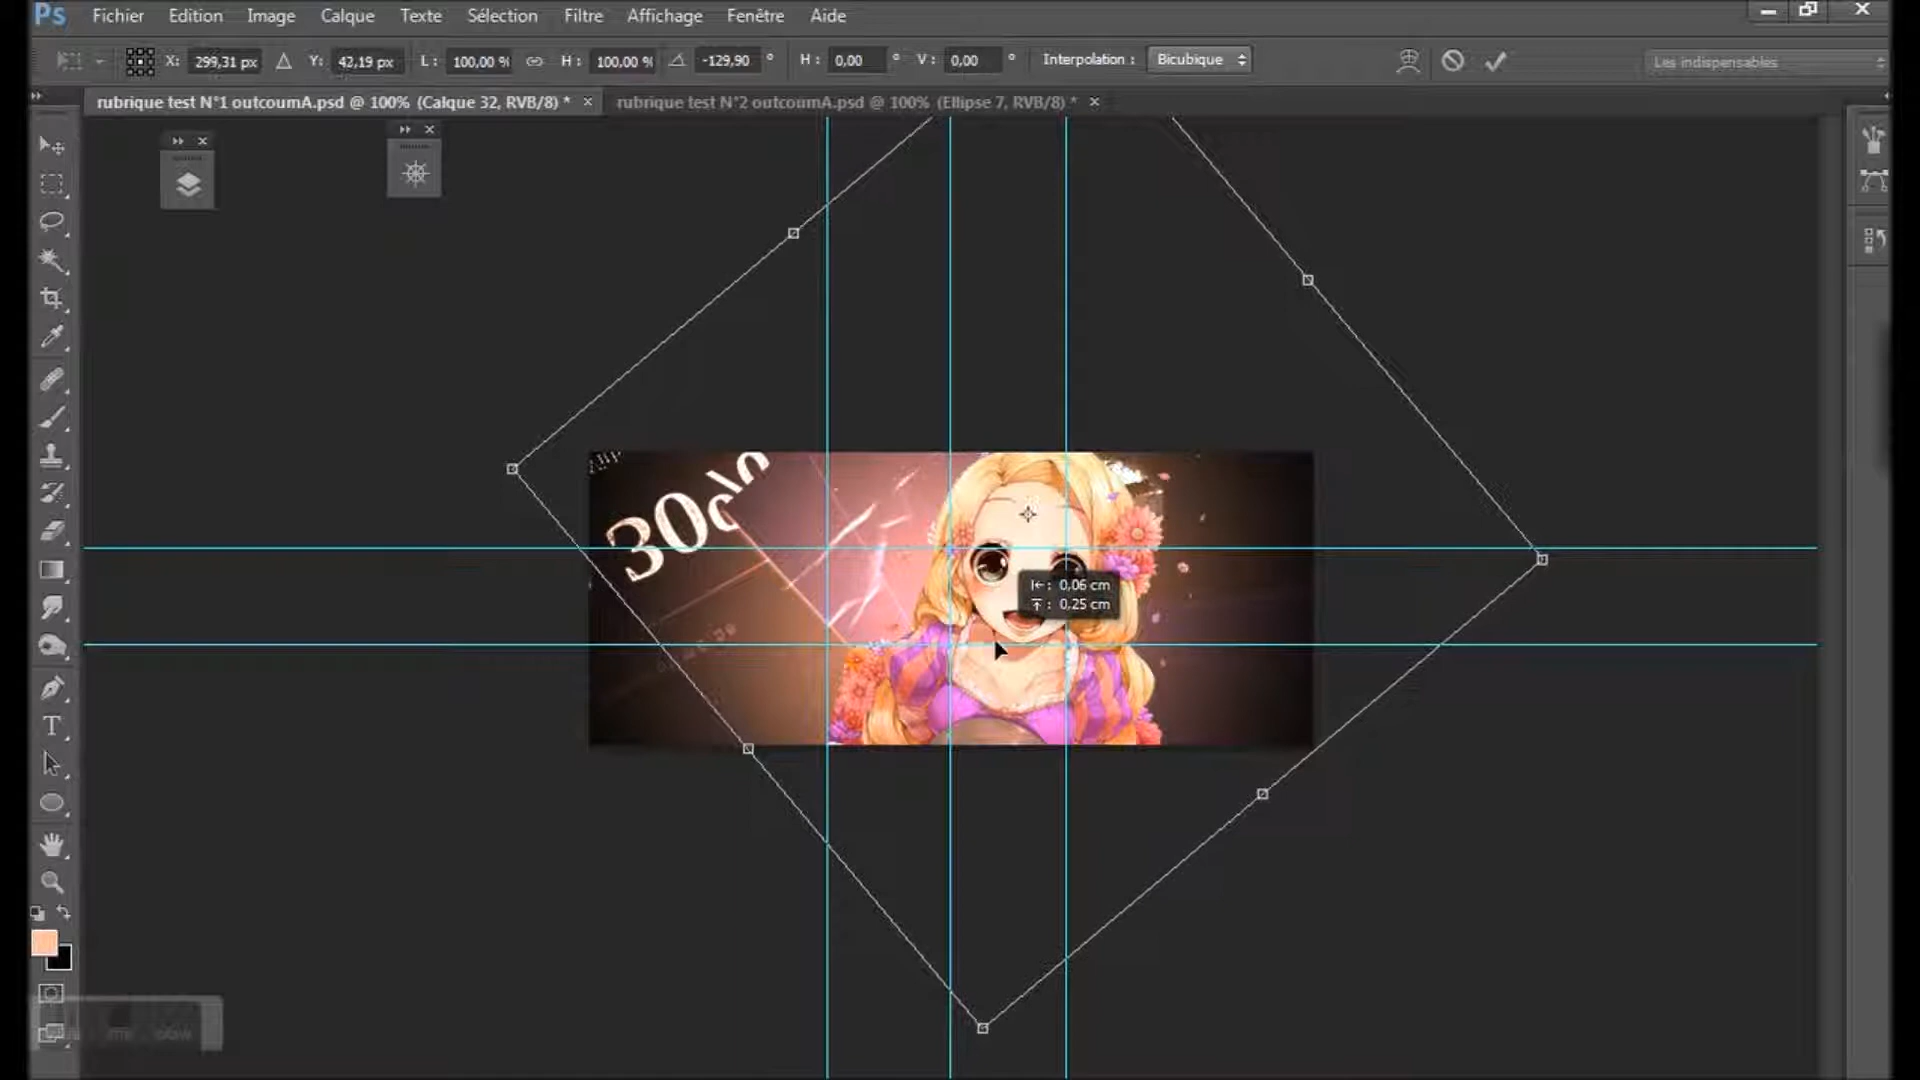 Ps Fichier Edition Image Calque Texte Sélection Filtre Affichage Fenêtre Aide
X: 299,31 px Y: 42,19 px L: 100,00 % H: 100,00 % -129,90 ° H: 0,00 ° V: 0,00 ° Interpolation : Bicubique Les indispensables
rubrique test N°1 outcoumA.psd @ 100% (Calque 32, RVB/8) * × rubrique test N°2 outcoumA.psd @ 100% (Ellipse 7, RVB/8) * ×
: 0,06 cm
: 0,25 cm
T